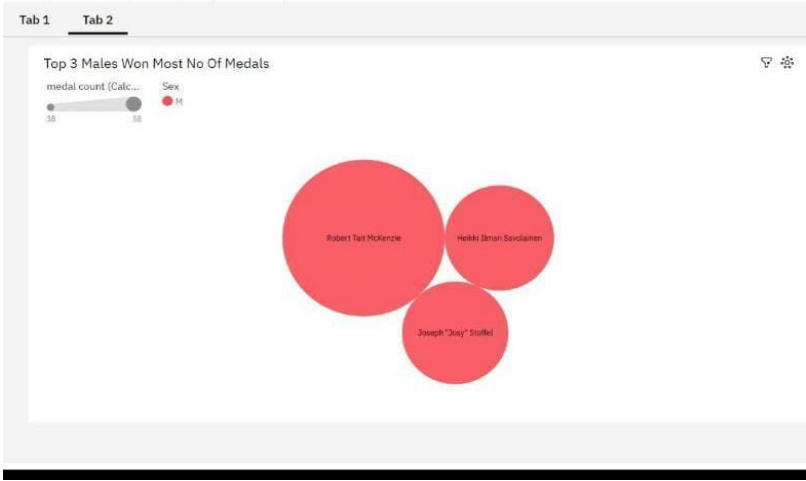 Tab 1 Tab 2
Top 3 Males Won Most No Of Medals
medal count (Calc... Sex
M
38 58
Robert Tait McKenzie
Heikki Ilmari Savolainen
Joseph "Josy" Stoffel